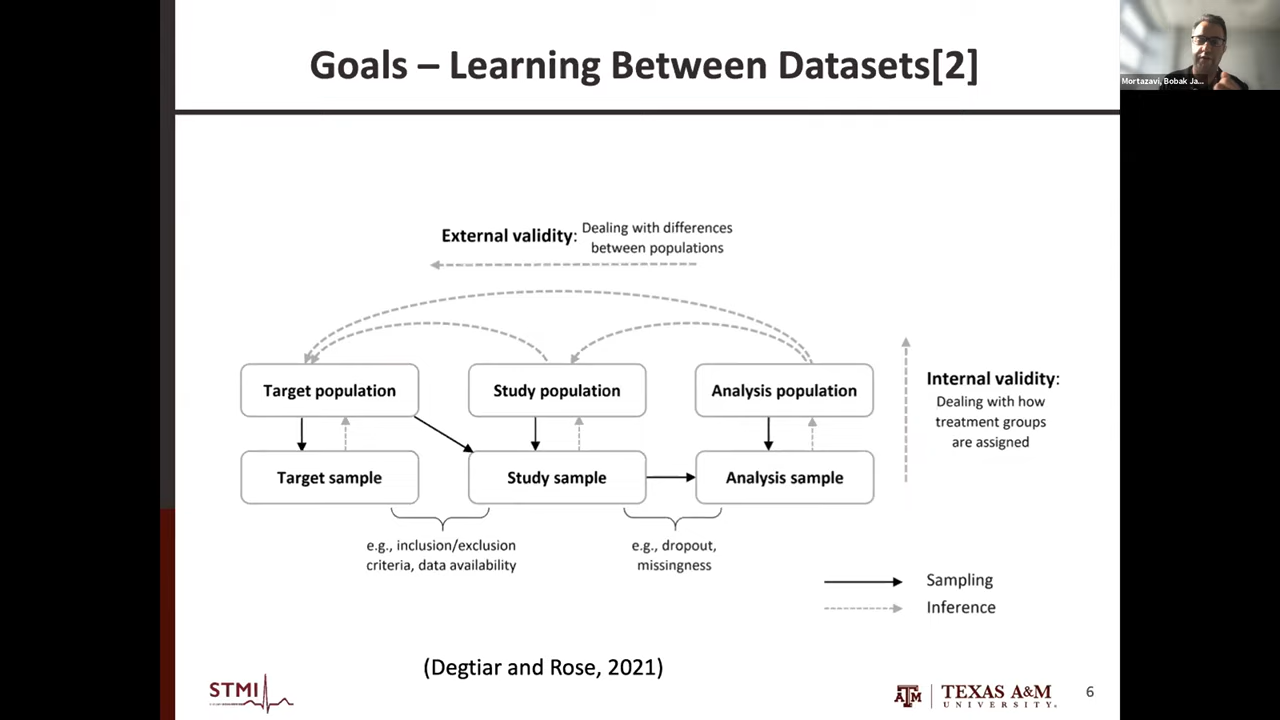 Goals – Learning Between Datasets[2]
Mortazavi, Bobak Ja...
External validity: Dealing with differences
between populations
Target population
Study population
Analysis population
Internal validity:
Dealing with how
treatment groups
are assigned
Target sample
Study sample
Analysis sample
e.g., inclusion/exclusion
criteria, data availability
e.g., dropout,
missingness
Sampling
Inference
(Degtiar and Rose, 2021)
STMI
ATM
TEXAS A&M
UNIVERSITY.
6